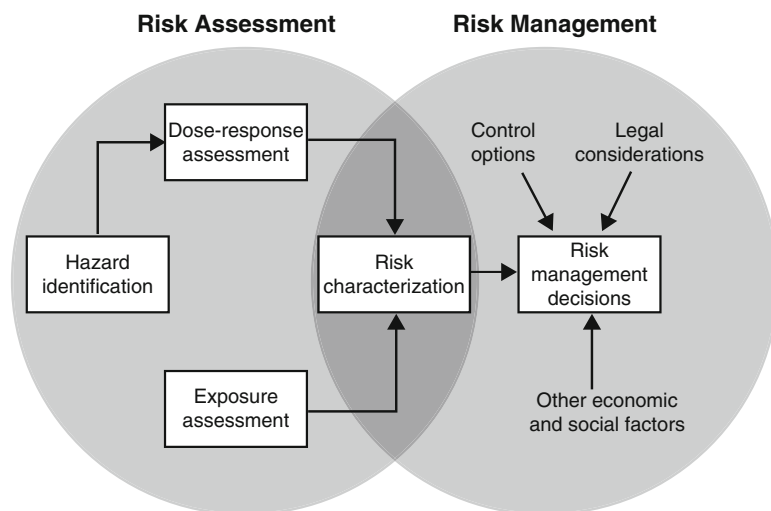 Risk Assessment
Risk Management
Dose-response
assessment
Control
options
Legal
considerations
Hazard
identification
Risk
characterization
Risk
management
decisions
Exposure
assessment
Other economic
and social factors